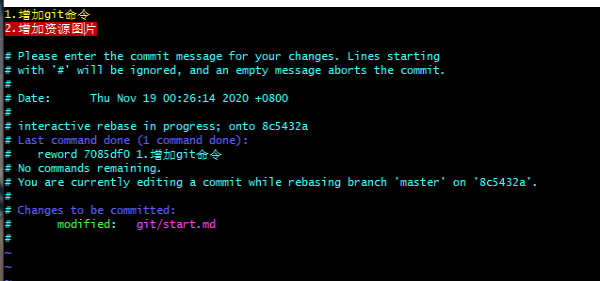 1.增加git命令
2.增加资源图片
# Please enter the commit message for your changes. Lines starting
# with '#' will be ignored, and an empty message aborts the commit.
#
# Date:      Thu Nov 19 00:26:14 2020 +0800
#
# interactive rebase in progress; onto 8c5432a
# Last command done (1 command done):
#    reword 7085df0 1.增加git命令
# No commands remaining.
# You are currently editing a commit while rebasing branch 'master' on '8c5432a'.
#
# Changes to be committed:
#       modified:   git/start.md
#
~
~
~